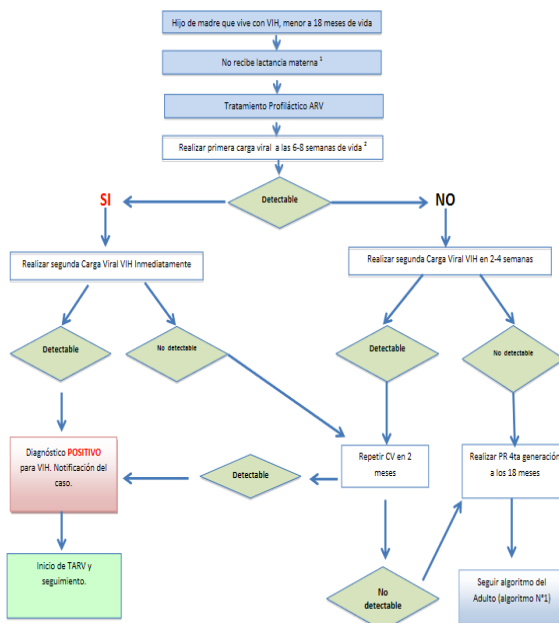 Hijo de madre que vive con VIH, menor a 18 meses de vida
No recibe lactancia materna ¹
Tratamiento Profiláctico ARV
Realizar primera carga viral a las 6-8 semanas de vida ²
Detectable
SI
NO
Realizar segunda Carga Viral VIH Inmediatamente
Realizar segunda Carga Viral VIH en 2-4 semanas
Detectable
No detectable
Detectable
No detectable
Diagnóstico POSITIVO
para VIH. Notificación del
caso.
Detectable
Repetir CV en 2
meses
Realizar PR 4ta generación
a los 18 meses
Inicio de TARV y
seguimiento.
No
detectable
Seguir algoritmo del
Adulto (algoritmo N°1)